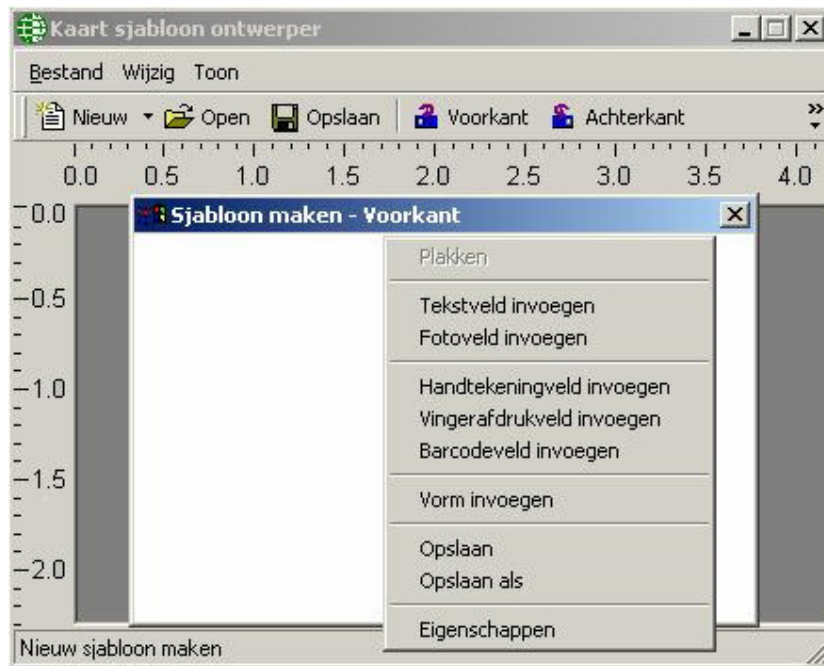 Kaart sjabloon ontwerper
Bestand Wijzig Toon
Nieuw Open Opslaan Voorkant Achterkant
0.0 0.5 1.0 1.5 2.0 2.5 3.0 3.5 4.0
0.0
Sjabloon maken - Voorkant
Plakken
0.5
Tekstveld invoegen
Fotoveld invoegen
1.0
Handtekeningveld invoegen
Vingerafdrukveld invoegen
Barcodeveld invoegen
1.5
Vorm invoegen
Opslaan
2.0
Opslaan als
Eigenschappen
Nieuw sjabloon maken